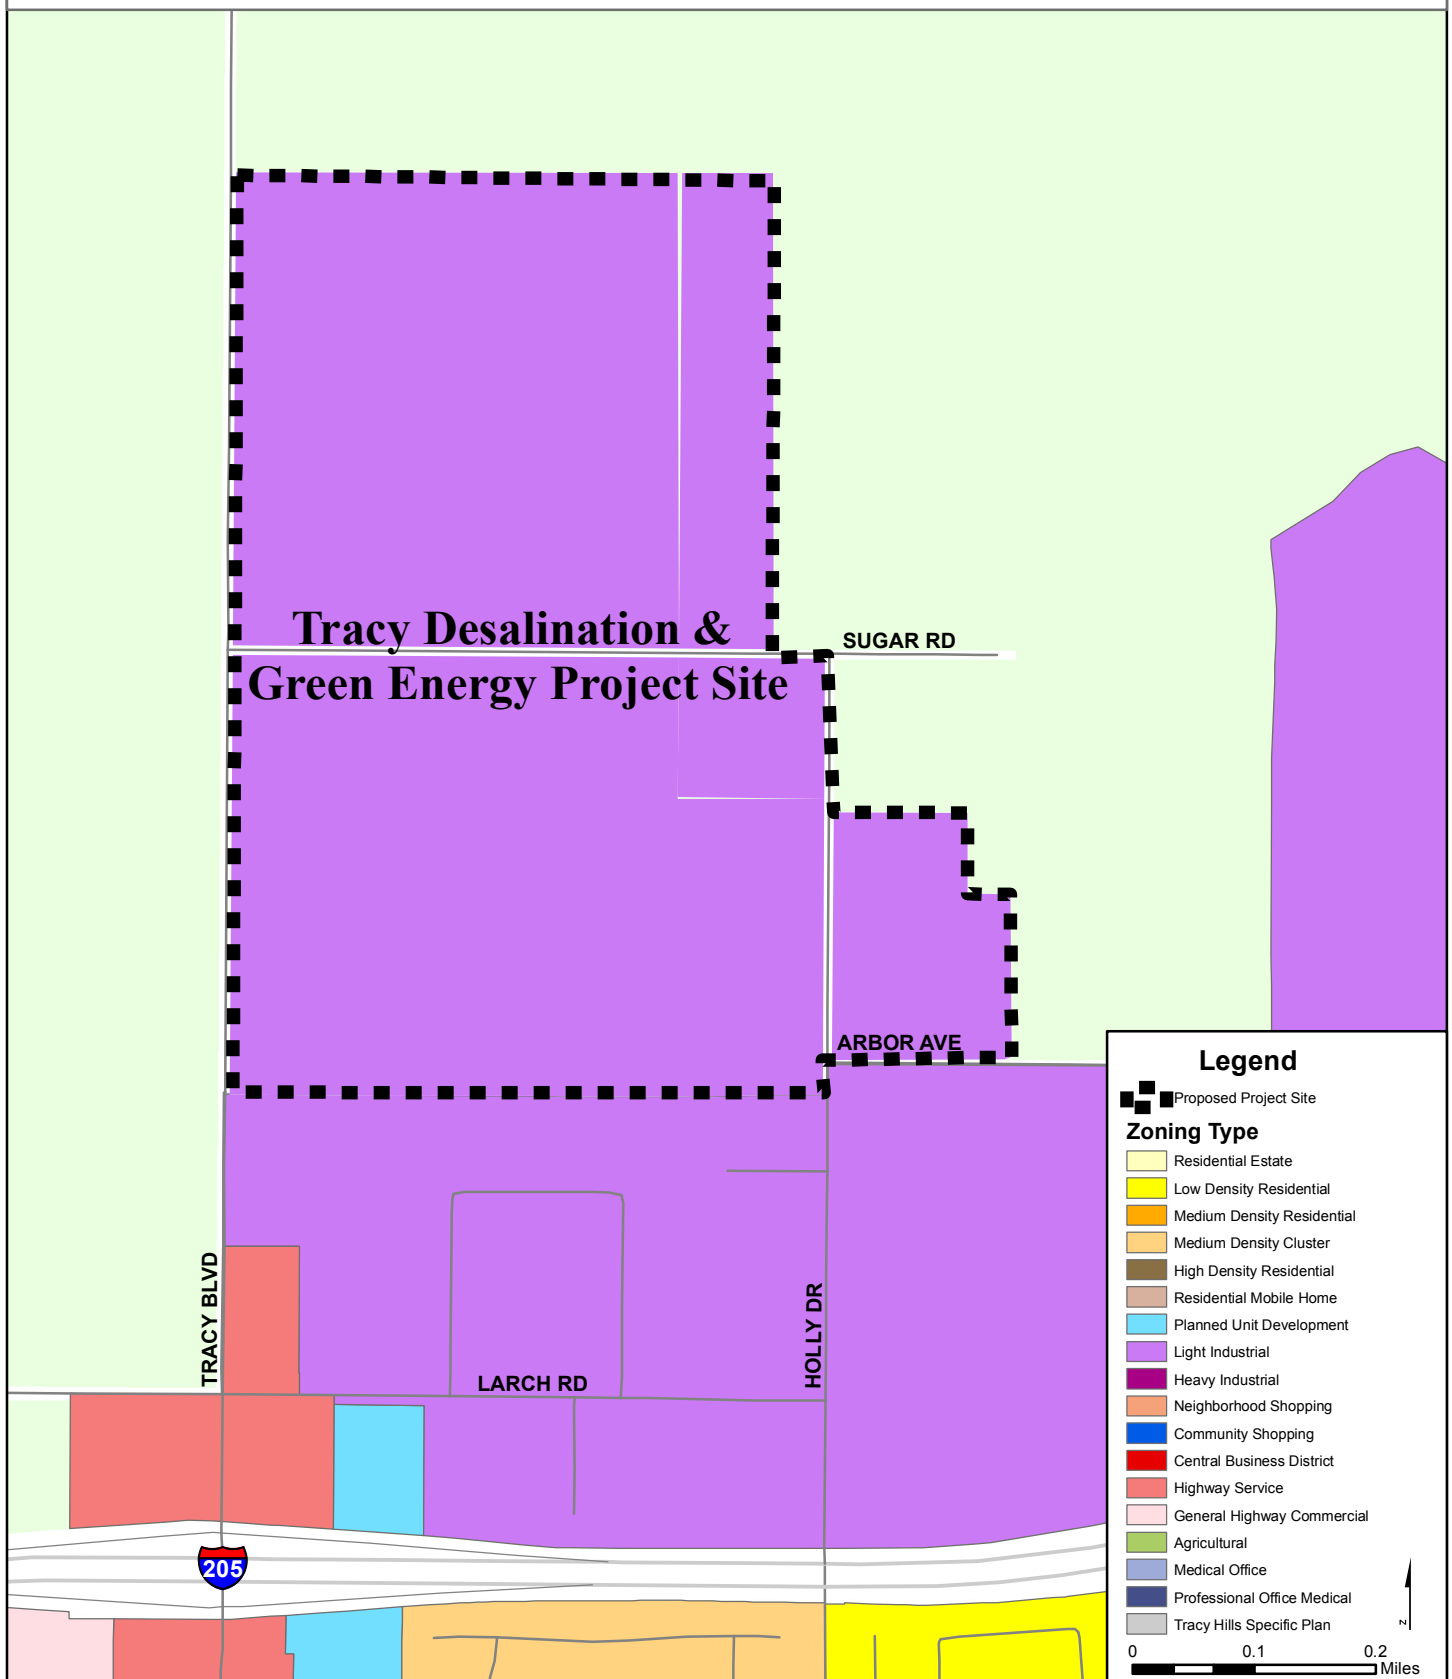 Tracy Desalination &
Green Energy Project Site
SUGAR RD
ARBOR AVE
TRACY BLVD
HOLLY DR
LARCH RD
205
Legend
Proposed Project Site
Zoning Type
Residential Estate
Low Density Residential
Medium Density Residential
Medium Density Cluster
High Density Residential
Residential Mobile Home
Planned Unit Development
Light Industrial
Heavy Industrial
Neighborhood Shopping
Community Shopping
Central Business District
Highway Service
General Highway Commercial
Agricultural
Medical Office
Professional Office Medical
Tracy Hills Specific Plan
N
0 0.1 0.2
Miles